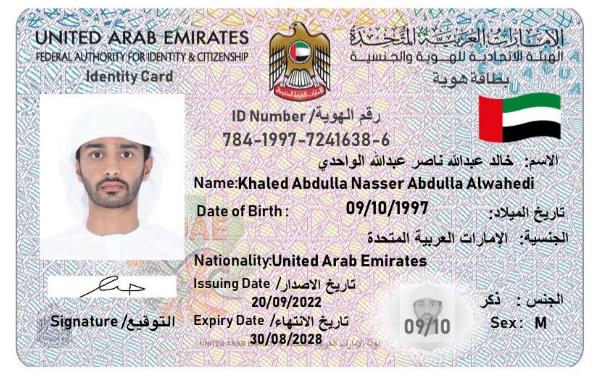 UNITED ARAB EMIRATES
الإمارات العربية المتحدة
FEDERAL AUTHORITY FOR IDENTITY & CITIZENSHIP
الهيئة الاتحادية للهوية والجنسية
Identity Card
بطاقة هوية
ID Number / رقم الهوية
784-1997-7241638-6
الاسم: خالد عبدالله ناصر عبدالله الواحدي
Name:Khaled Abdulla Nasser Abdulla Alwahedi
Date of Birth : 09/10/1997 تاريخ الميلاد:
الجنسية: الإمارات العربية المتحدة
Nationality:United Arab Emirates
Issuing Date / تاريخ الاصدار
20/09/2022
الجنس : ذكر
Signature / التوقيع
Expiry Date / تاريخ الانتهاء
09/10
Sex: M
30/08/2028